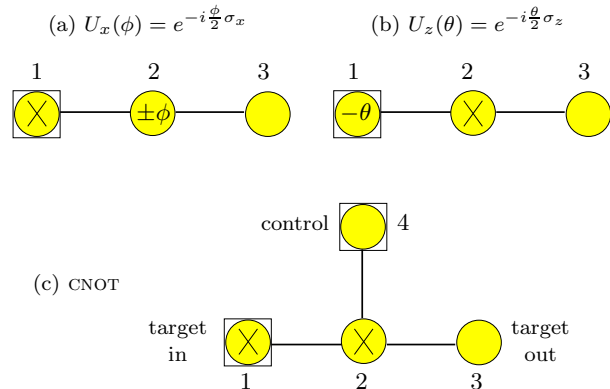 (a) $U_x(\phi) = e^{-i\frac{\phi}{2}\sigma_x}$
(b) $U_z(\theta) = e^{-i\frac{\theta}{2}\sigma_z}$
1 2 3
X ±ϕ
1 2 3
−θ X
control 4
(c) CNOT
target in
X X
target out
1 2 3